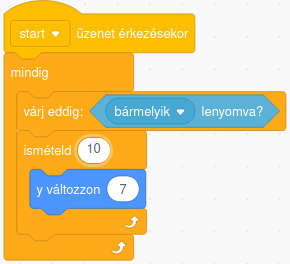 start üzenet érkezésekor
mindig
várj eddig: bármelyik lenyomva?
ismételd 10
y változzon 7